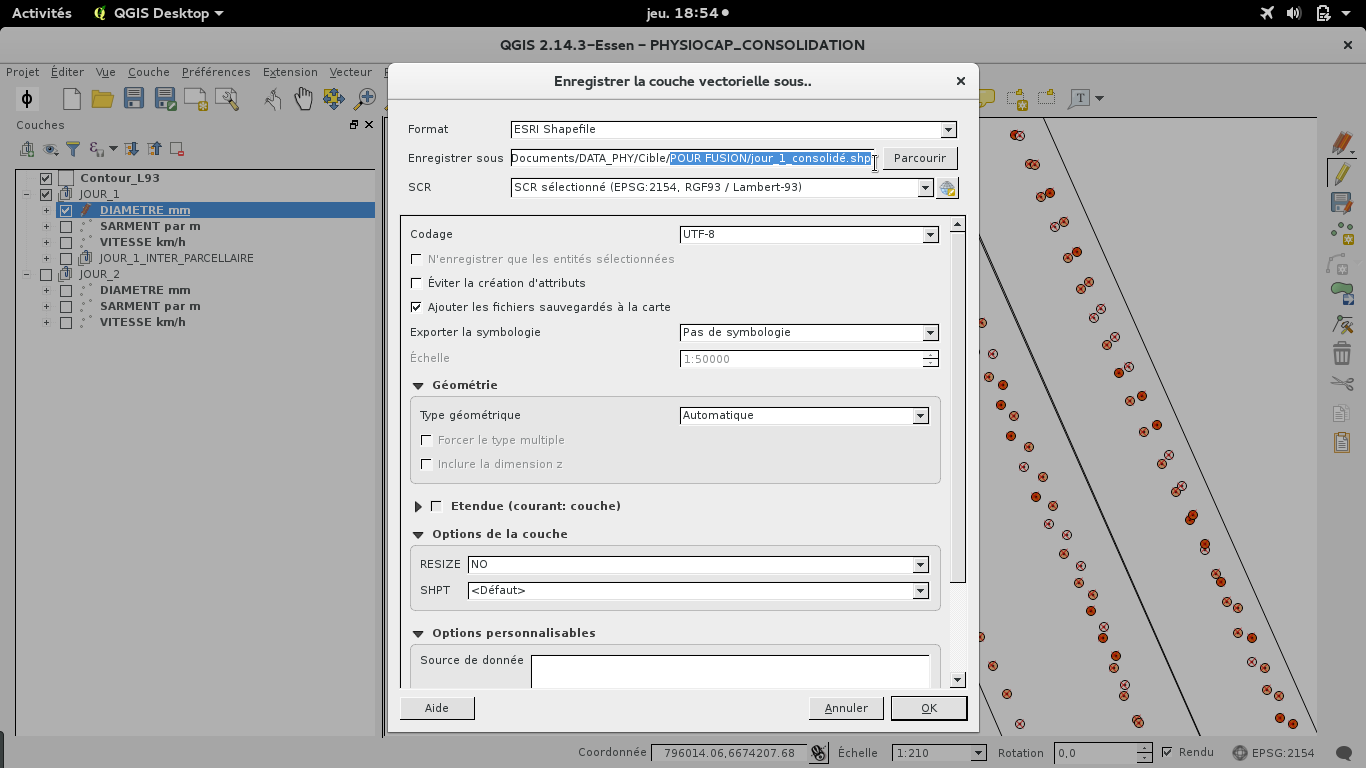 Activités QGIS Desktop jeu. 18:54
QGIS 2.14.3-Essen - PHYSIOCAP_CONSOLIDATION
Projet Éditer Vue Couche Préférences Extension Vecteur
Couches
Contour_L93
JOUR_1
DIAMETRE mm
SARMENT par m
VITESSE km/h
JOUR_1_INTER_PARCELLAIRE
JOUR_2
DIAMETRE mm
SARMENT par m
VITESSE km/h
Enregistrer la couche vectorielle sous..
Format ESRI Shapefile
Enregistrer sous Documents/DATA_PHY/Cible/POUR FUSION/jour_1_consolidé.shp Parcourir
SCR SCR sélectionné (EPSG:2154, RGF93 / Lambert-93)
Codage UTF-8
N'enregistrer que les entités sélectionnées
Éviter la création d'attributs
Ajouter les fichiers sauvegardés à la carte
Exporter la symbologie Pas de symbologie
Échelle 1:50000
Géométrie
Type géométrique Automatique
Forcer le type multiple
Inclure la dimension z
Etendue (courant: couche)
Options de la couche
RESIZE NO
SHPT <Défaut>
Options personnalisables
Source de donnée
Aide Annuler OK
Coordonnée 796014.06,6674207.68 Échelle 1:210 Rotation 0,0 Rendu EPSG:2154